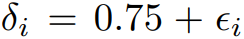 δ_i = 0.75 + ϵ_i